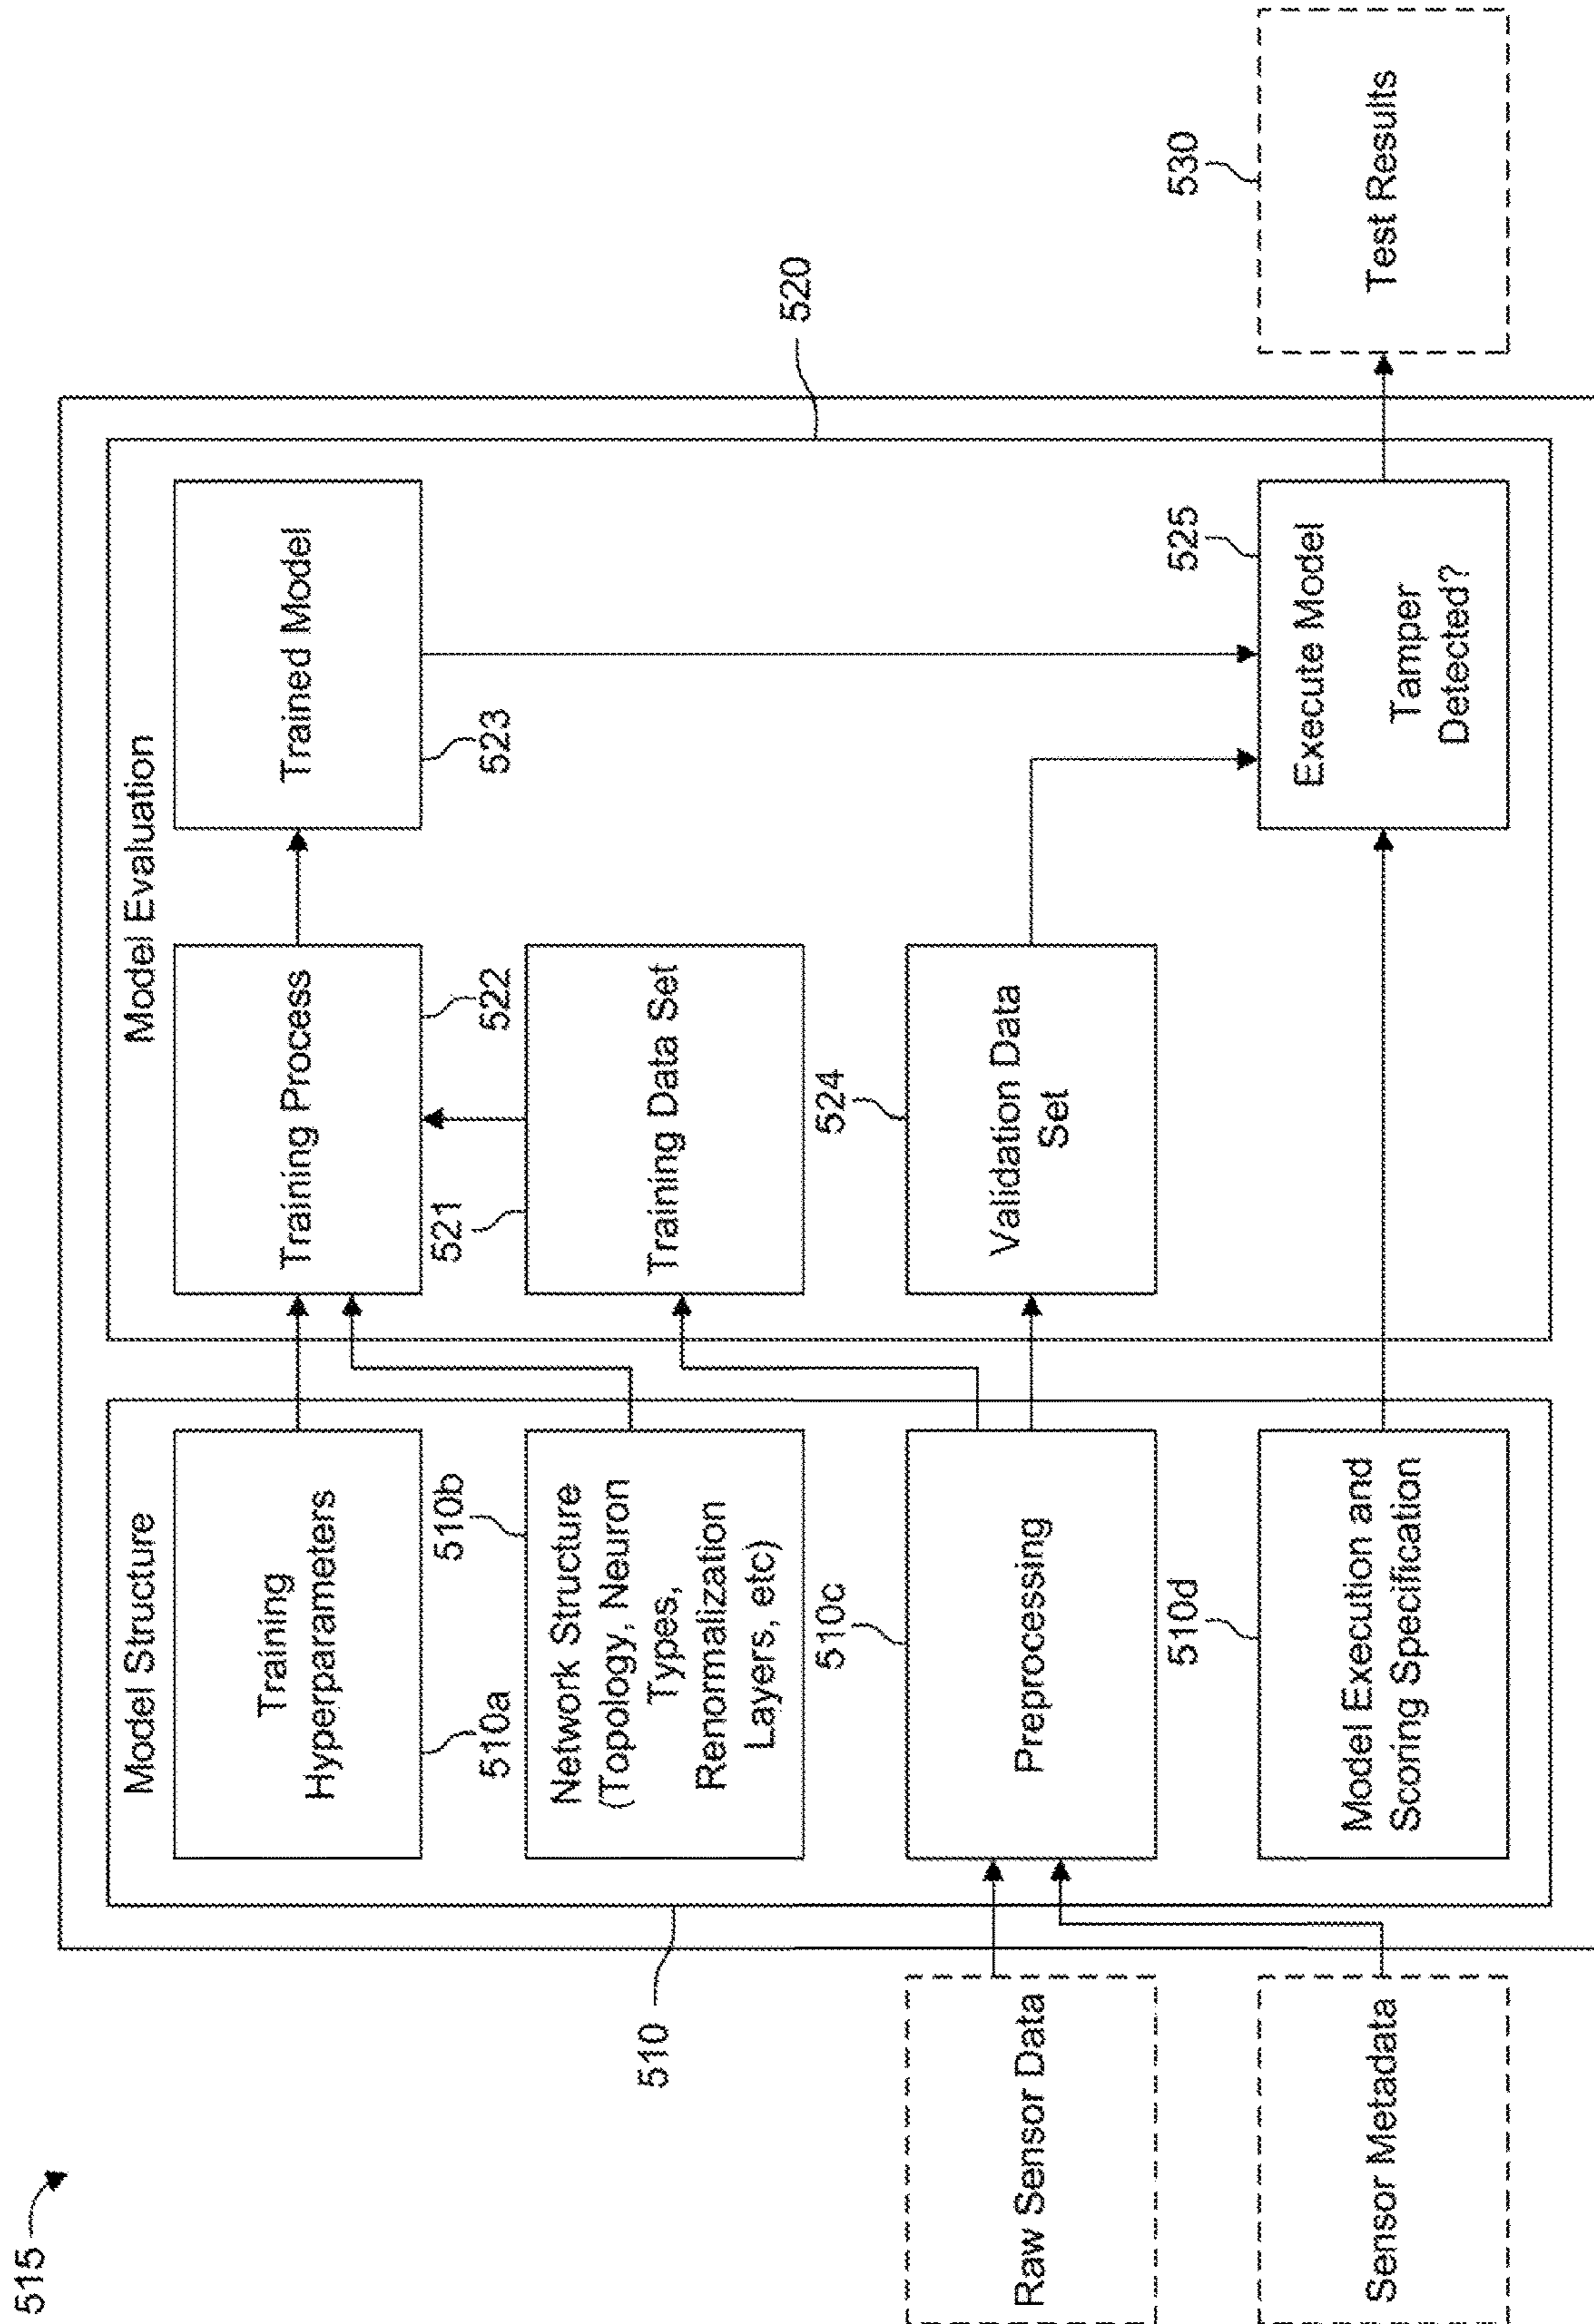 515
Model Structure
Training
Hyperparameters
510a
510b
Network Structure
(Topology, Neuron
Types,
Renormalization
Layers, etc)
510c
Preprocessing
510d
Model Execution and
Scoring Specification
510
Raw Sensor Data
Sensor Metadata
Model Evaluation
Training Process
522
521
Training Data Set
524
Validation Data
Set
Trained Model
523
525
Execute Model
Tamper
Detected?
520
530
Test Results